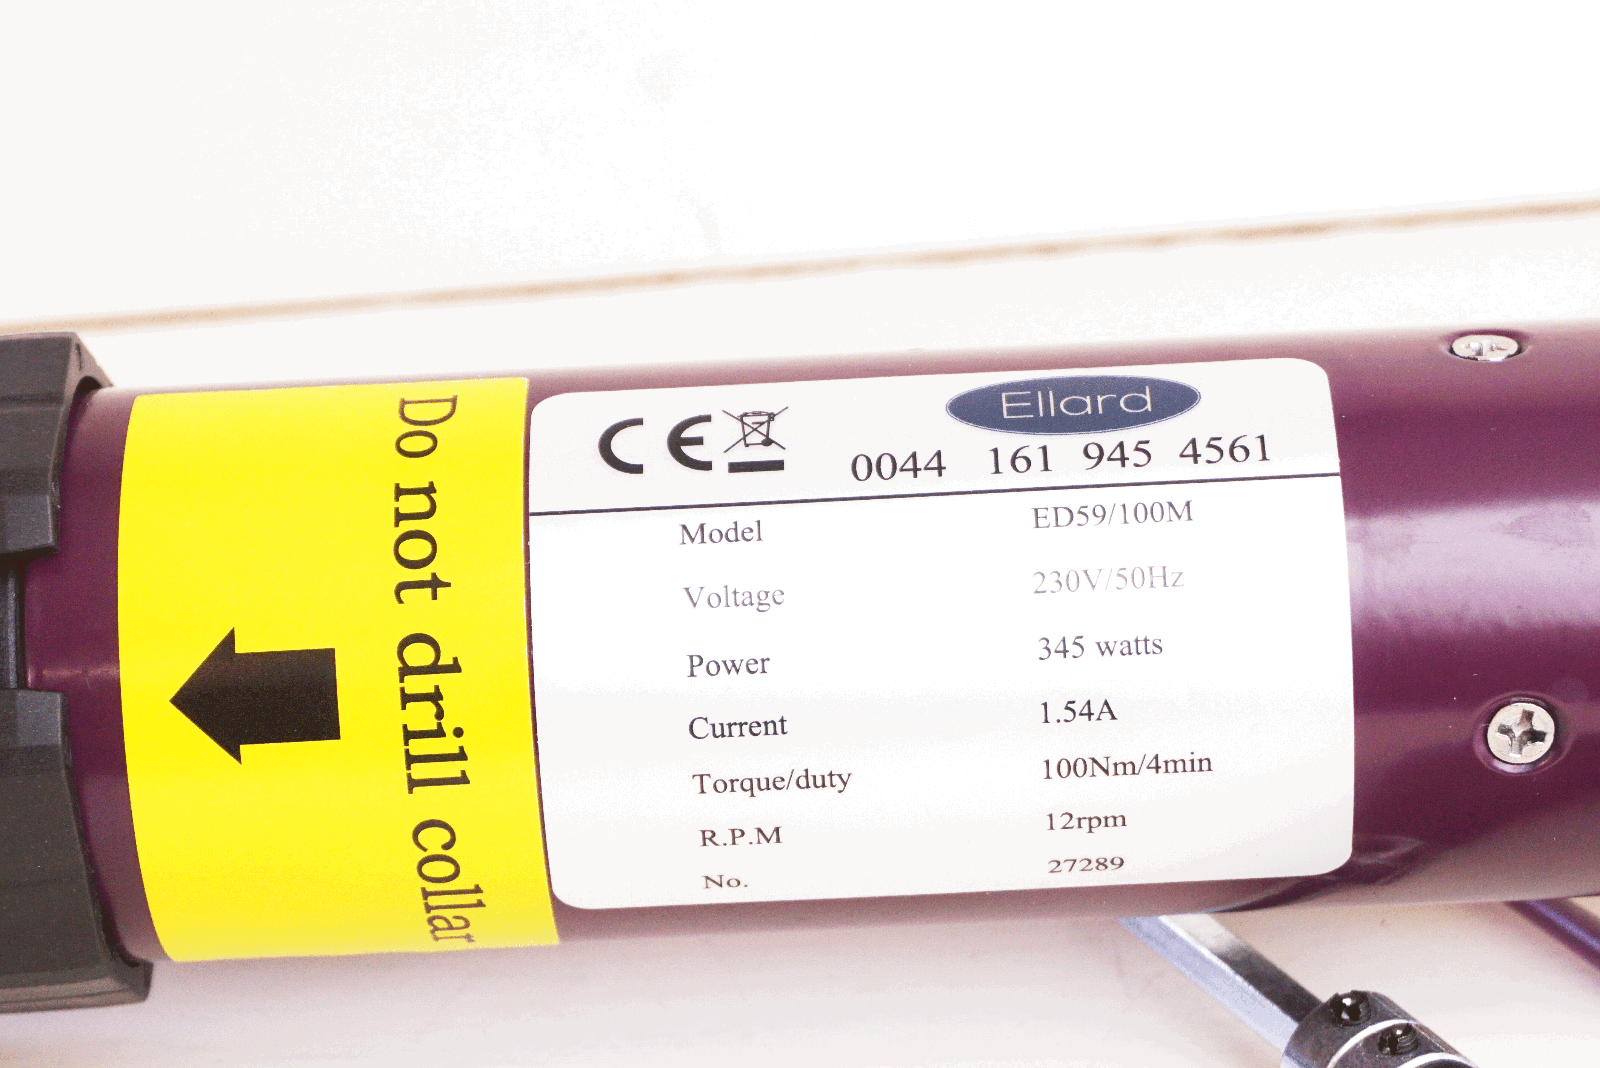 Do not drill collar
CE
Ellard
0044 161 945 4561
Model ED59/100M
Voltage 230V/50Hz
Power 345 watts
Current 1.54A
Torque/duty 100Nm/4min
R.P.M 12rpm
No. 27289